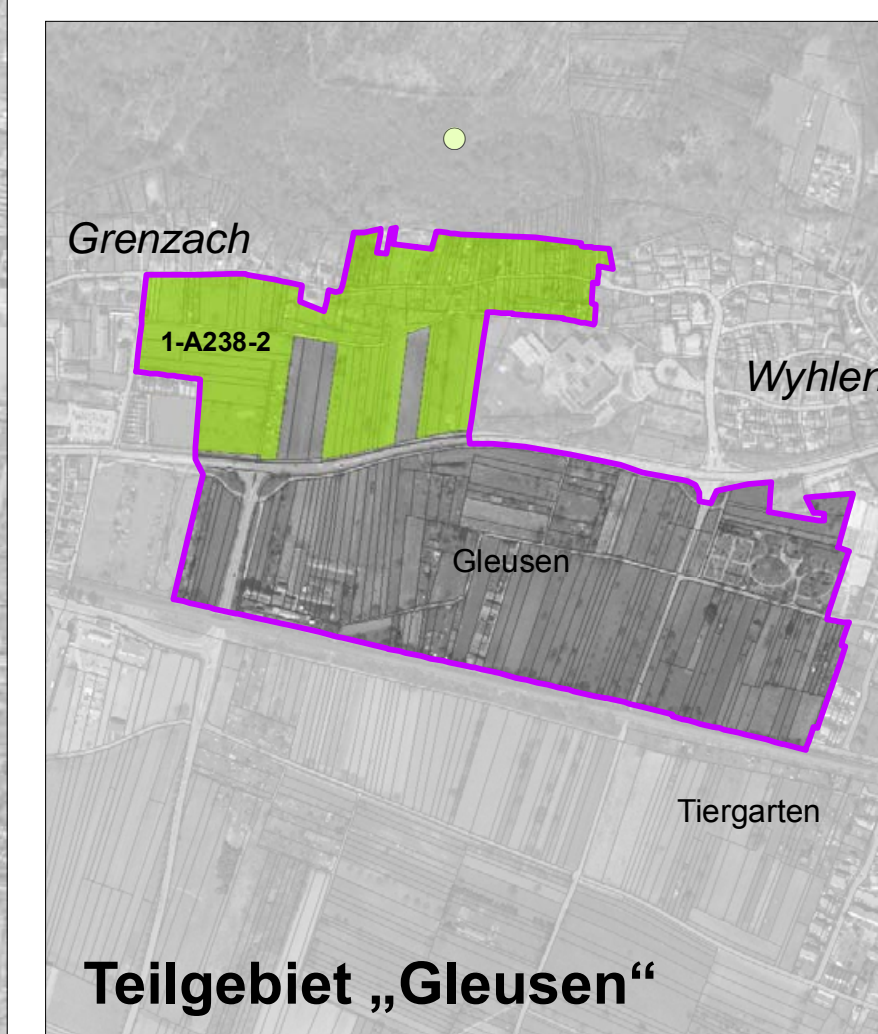 Grenzach
1-A238-2
Wyhlen
Gleusen
Tiergarten
Teilgebiet „Gleusen“